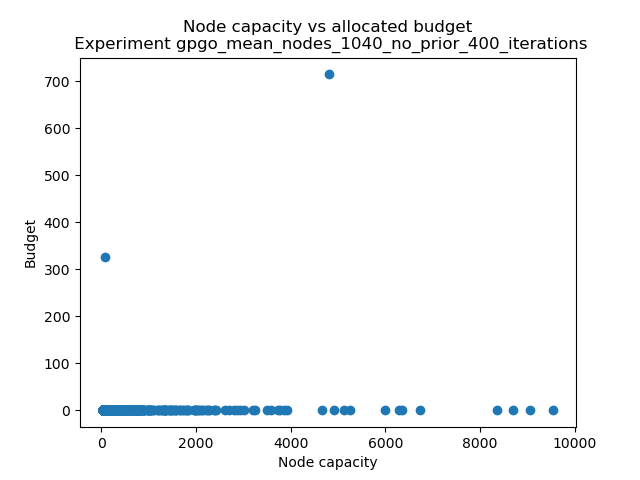 Node capacity vs allocated budget
Experiment gpgo_mean_nodes_1040_no_prior_400_iterations
700
600
500
400
300
200
100
0
Budget
0 2000 4000 6000 8000 10000
Node capacity